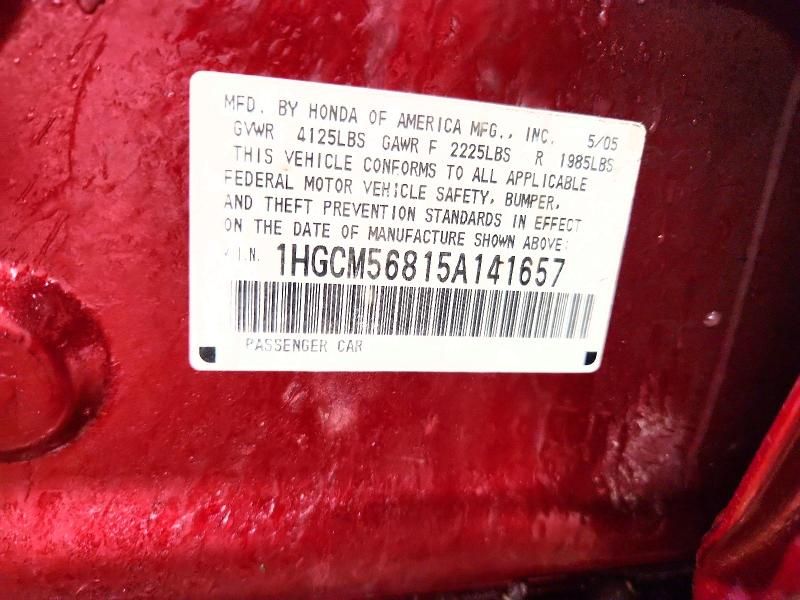 MFD. BY HONDA OF AMERICA MFG., INC. 5/05
GVWR 4125LBS GAWR F 2225LBS R 1985LBS
THIS VEHICLE CONFORMS TO ALL APPLICABLE
FEDERAL MOTOR VEHICLE SAFETY, BUMPER,
AND THEFT PREVENTION STANDARDS IN EFFECT
ON THE DATE OF MANUFACTURE SHOWN ABOVE:
V.I.N. 1HGCM56815A141657
PASSENGER CAR